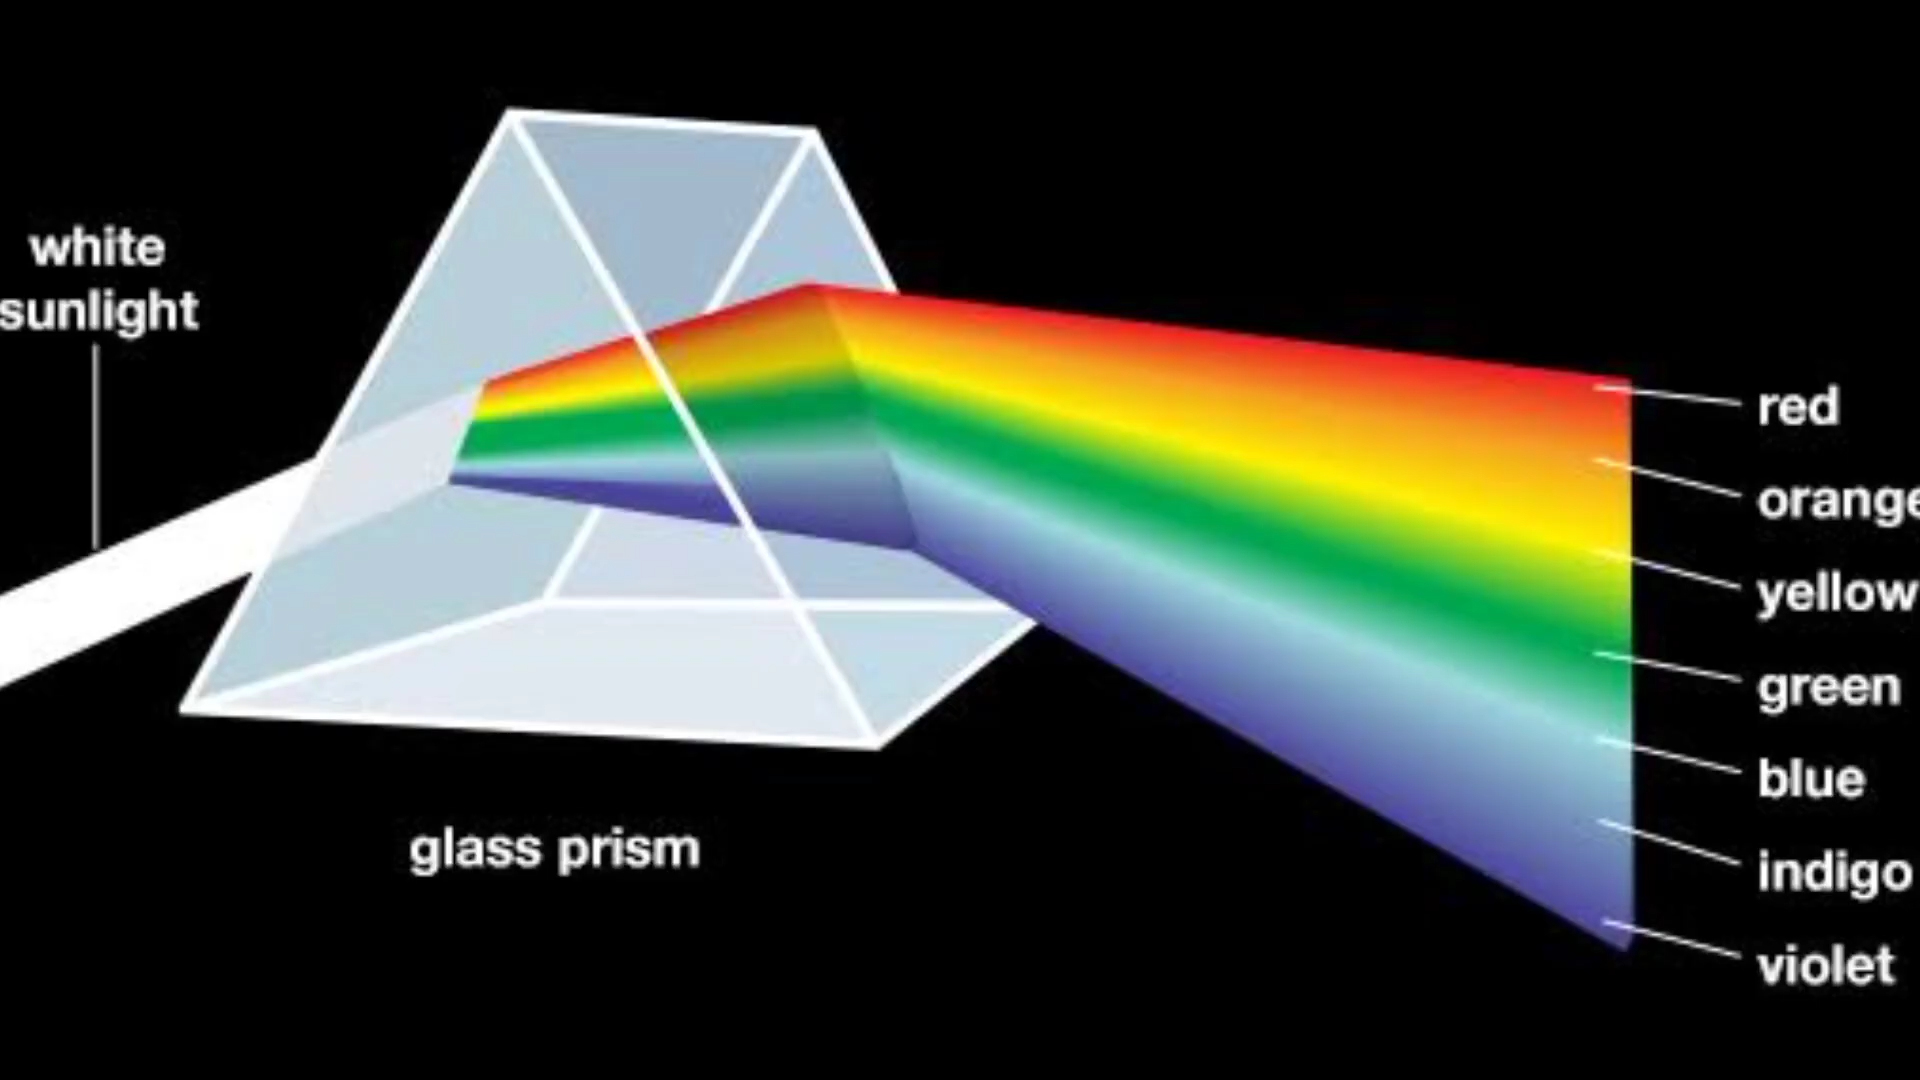 white
sunlight
glass prism
red
orange
yellow
green
blue
indigo
violet